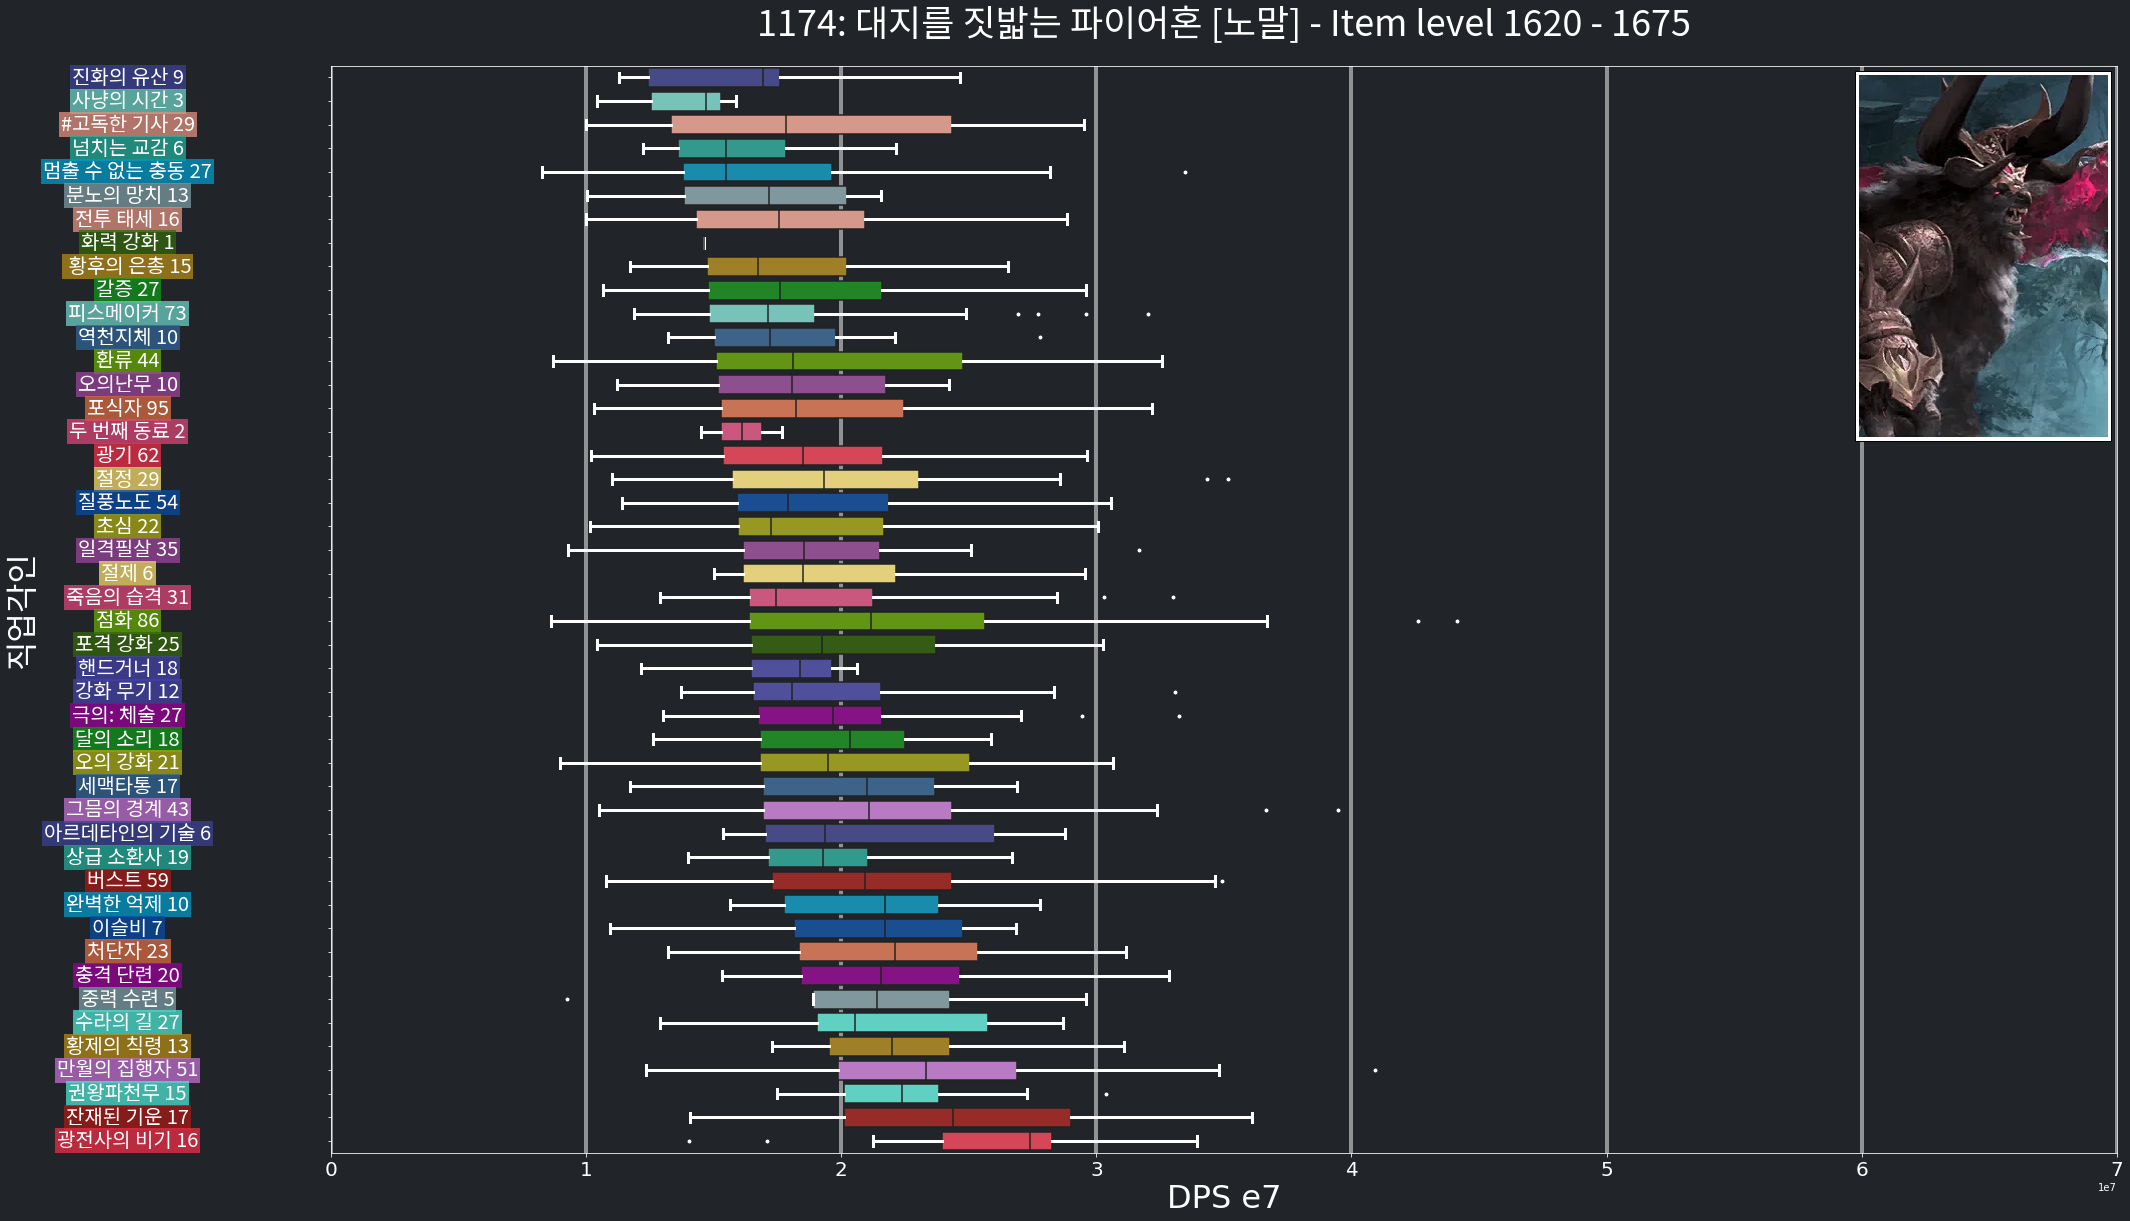 1174: 대지를 짓밟는 파이어혼 [노말] - Item level 1620 - 1675
직업각인
진화의 유산 9
사냥의 시간 3
#고독한 기사 29
넘치는 교감 6
멈출 수 없는 충동 27
분노의 망치 13
전투 태세 16
화력 강화 1
황후의 은총 15
갈증 27
피스메이커 73
역천지체 10
환류 44
오의난무 10
포식자 95
두 번째 동료 2
광기 62
절정 29
질풍노도 54
초심 22
일격필살 35
절제 6
죽음의 습격 31
점화 86
포격 강화 25
핸드거너 18
강화 무기 12
극의: 체술 27
달의 소리 18
오의 강화 21
세맥타통 17
그믐의 경계 43
아르데타인의 기술 6
상급 소환사 19
버스트 59
완벽한 억제 10
이슬비 7
처단자 23
충격 단련 20
중력 수련 5
수라의 길 27
황제의 칙령 13
만월의 집행자 51
권왕파천무 15
잔재된 기운 17
광전사의 비기 16
0 1 2 3 4 5 6 7
1e7
DPS e7